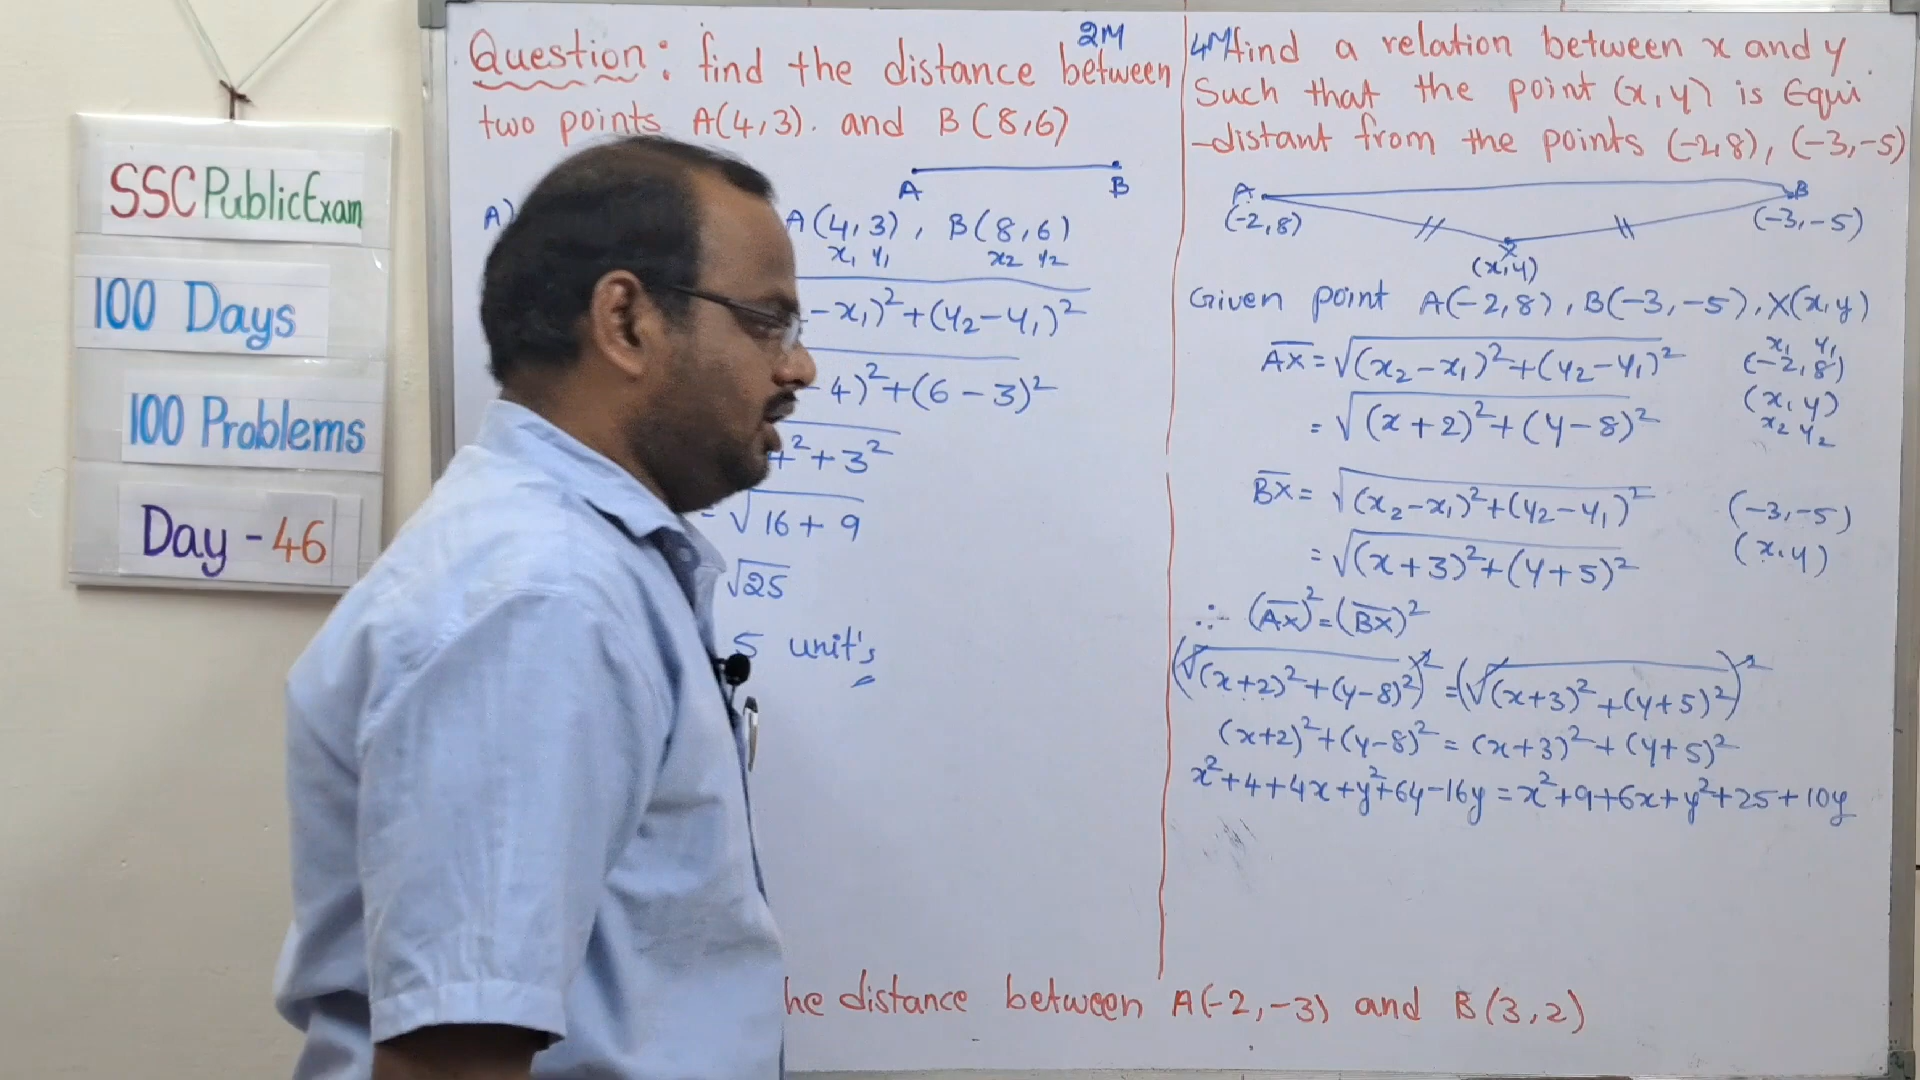 SSC Public Exam
100 Days
100 Problems
Day - 46
2M
Question: find the distance between
two points A(4,3). and B(8,6)
A B
A) A(4,3), B(8,6)
x₁ y₁ x₂ y₂
-x₁)²+(y₂-y₁)²
-4)²+(6-3)²
²+3²
=√16+9
√25
5 unit's
4M find a relation between x and y.
Such that the point (x,y) is Equi
-distant from the points (-2,8), (-3,-5)
A B
(-2,8) (-3,-5)
X
(x,y)
Given point A(-2,8), B(-3,-5), X(x,y)
AX = √(x₂-x₁)²+(y₂-y₁)²
x₁ y₁
(-2,8)
(x,y)
x₂ y₂
= √(x+2)²+(y-8)²
BX = √(x₂-x₁)²+(y₂-y₁)² (-3,-5)
= √(x+3)²+(y+5)² (x,y)
∴ (AX)²=(BX)²
(√(x+2)²+(y-8)²)²=(√(x+3)²+(y+5)²)²
(x+2)²+(y-8)²=(x+3)²+(y+5)²
x²+4+4x+y²+64-16y=x²+9+6x+y²+25+10y
he distance between A(-2,-3) and B(3,2)